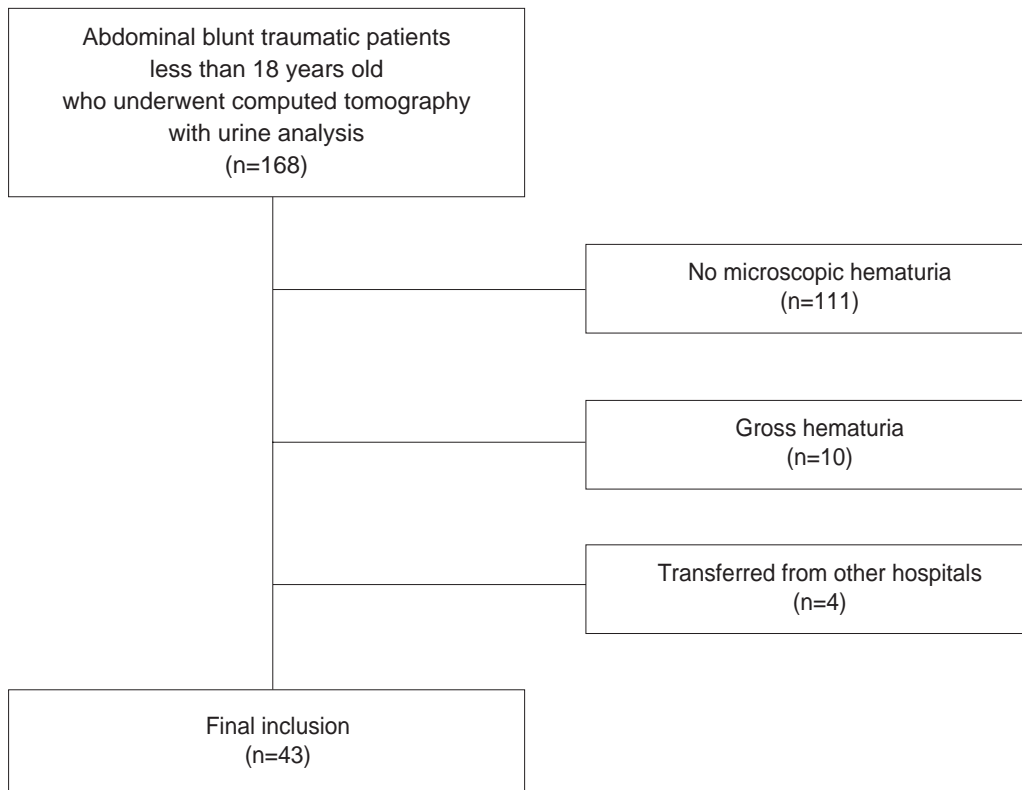 Abdominal blunt traumatic patients
less than 18 years old
who underwent computed tomography
with urine analysis
(n=168)
No microscopic hematuria
(n=111)
Gross hematuria
(n=10)
Transferred from other hospitals
(n=4)
Final inclusion
(n=43)